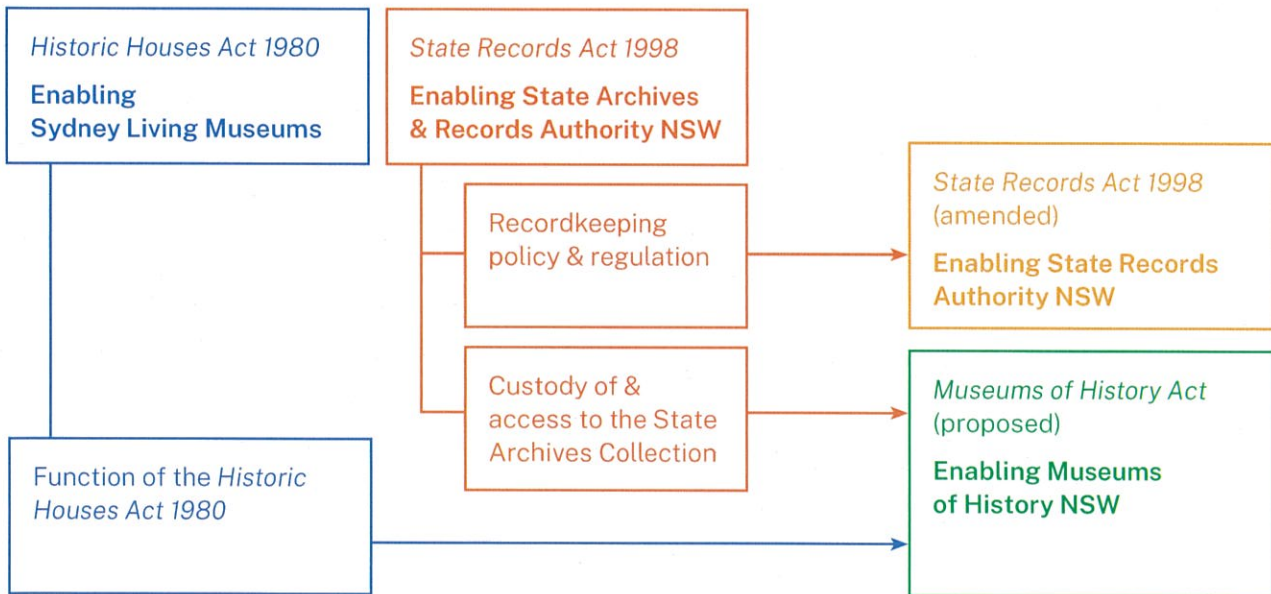 Historic Houses Act 1980
Enabling
Sydney Living Museums
State Records Act 1998
Enabling State Archives
& Records Authority NSW
Recordkeeping
policy & regulation
State Records Act 1998
(amended)
Enabling State Records
Authority NSW
Custody of &
access to the State
Archives Collection
Museums of History Act
(proposed)
Enabling Museums
of History NSW
Function of the Historic
Houses Act 1980